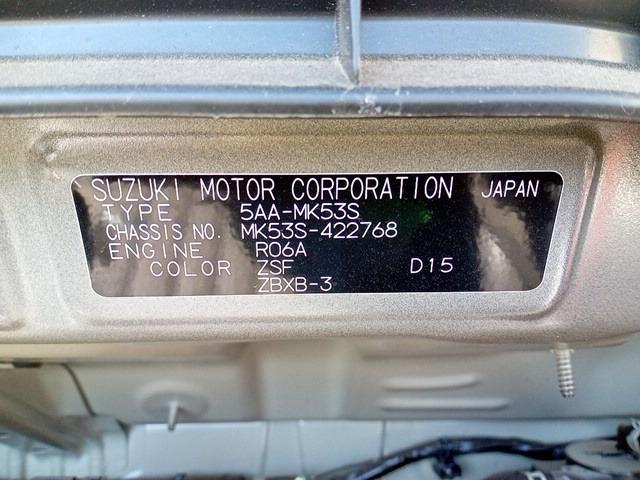 SUZUKI MOTOR CORPORATION JAPAN
TYPE 5AA-MK53S
CHASSIS NO. MK53S-422768
ENGINE R06A
COLOR ZSF D15
ZBXB-3